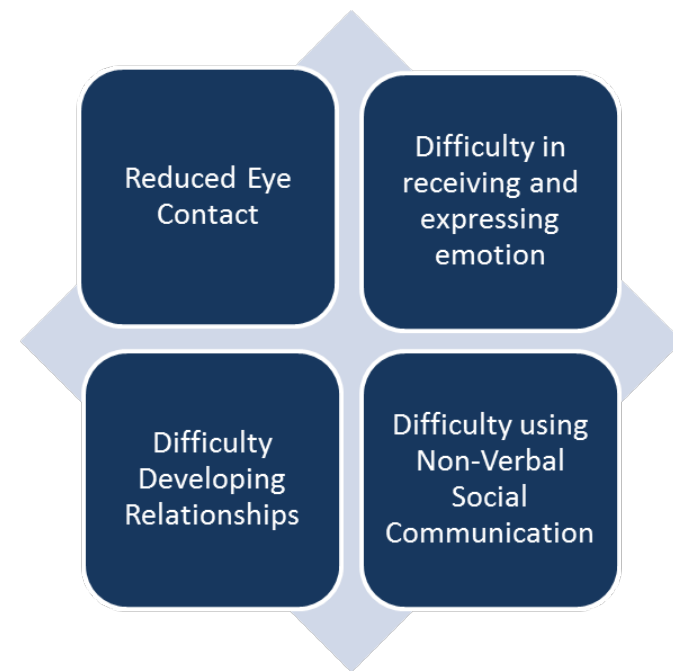 Reduced Eye
Contact
Difficulty in
receiving and
expressing
emotion
Difficulty
Developing
Relationships
Difficulty using
Non-Verbal
Social
Communication